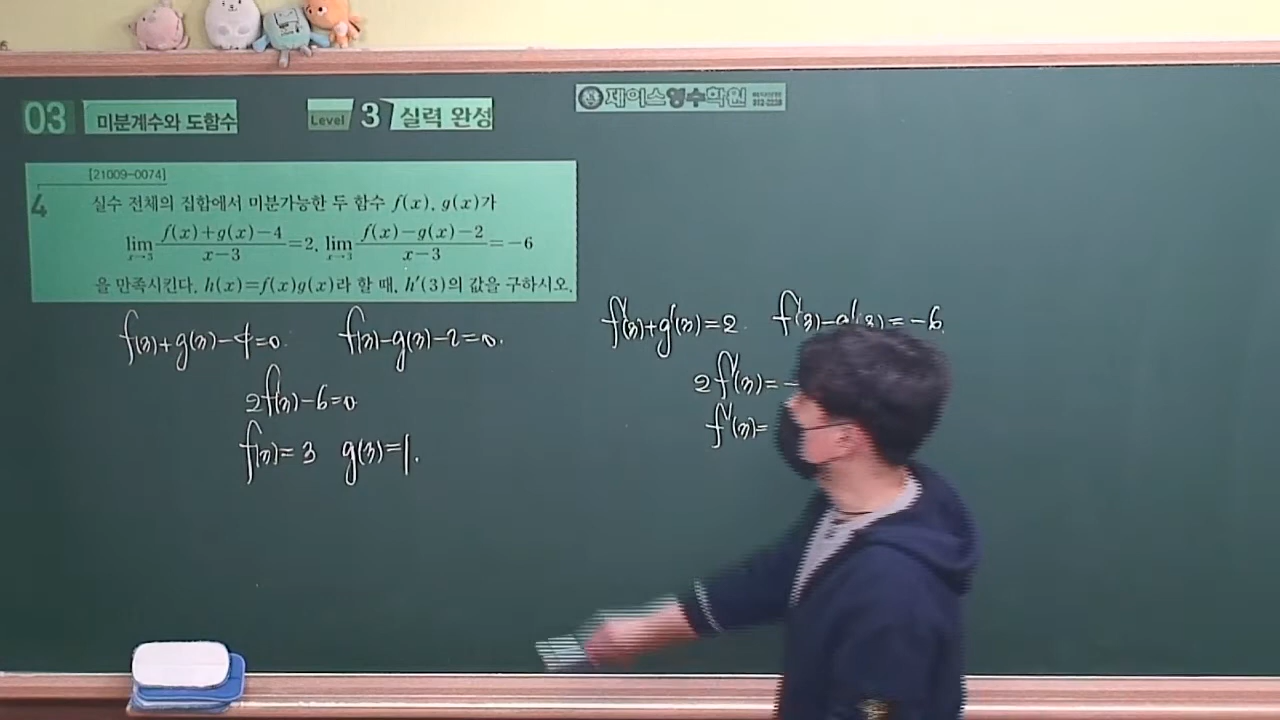 03 미분계수와 도함수 Level 3 실력 완성
제이스영수학원
[21009-0074]
4 실수 전체의 집합에서 미분가능한 두 함수 f(x), g(x)가
lim x→3 f(x)+g(x)-4 / x-3 =2, lim x→3 f(x)-g(x)-2 / x-3 =-6
을 만족시킨다. h(x)=f(x)g(x)라 할 때, h′(3)의 값을 구하시오.
f(3)+g(3)-4=0. f(3)-g(3)-2=0.
2f(3)-6=0
f(3)=3 g(3)=1.
f′(3)+g′(3)=2. f′(3)-g′(3)=-6.
2f′(3)=-
f′(3)=